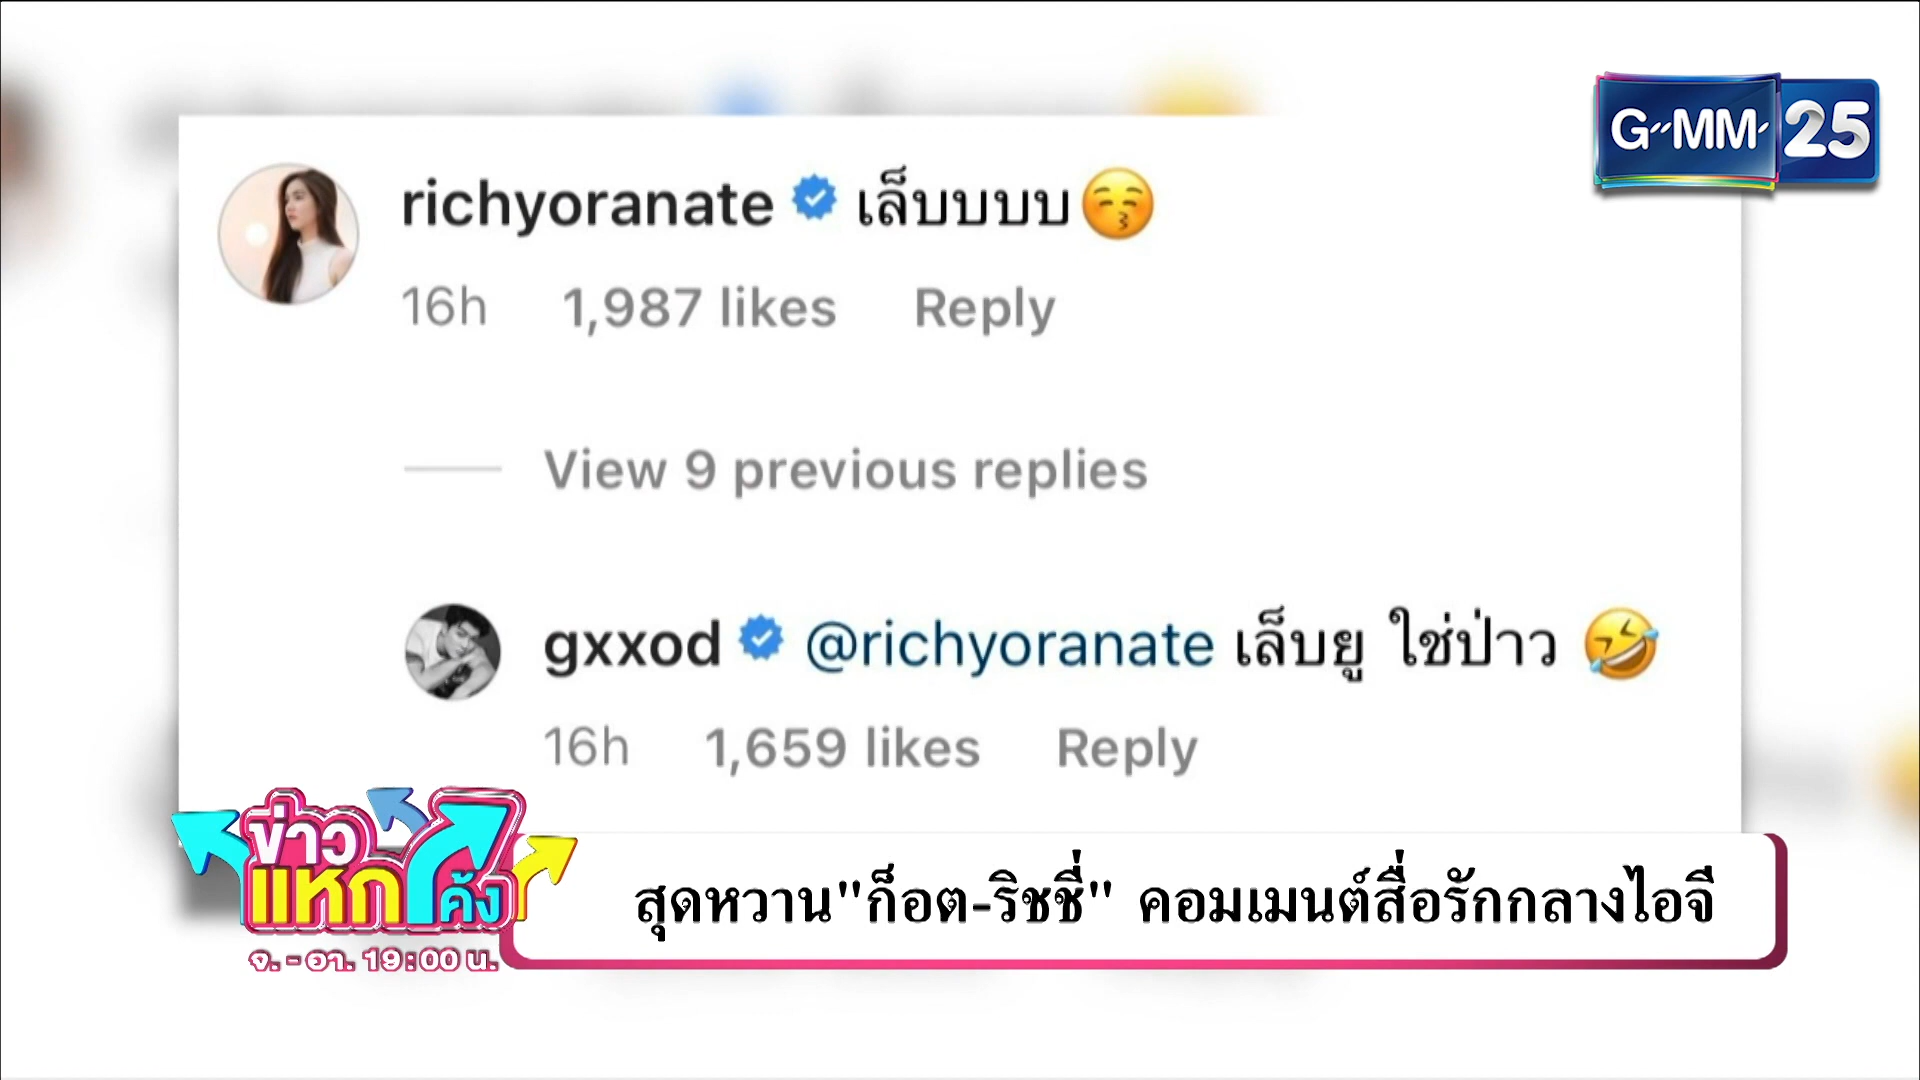 G-MM 25
richyoranate เล็บบบบ😚
16h 1,987 likes Reply
View 9 previous replies
gxxod @richyoranate เล็บยู ใช่ป่าว 🤣
16h 1,659 likes Reply
ข่าว
แหกโค้ง
จ. - อา. 19:00 น.
สุดหวาน"ก็อต-ริชชี่" คอมเมนต์สื่อรักกลางไอจี